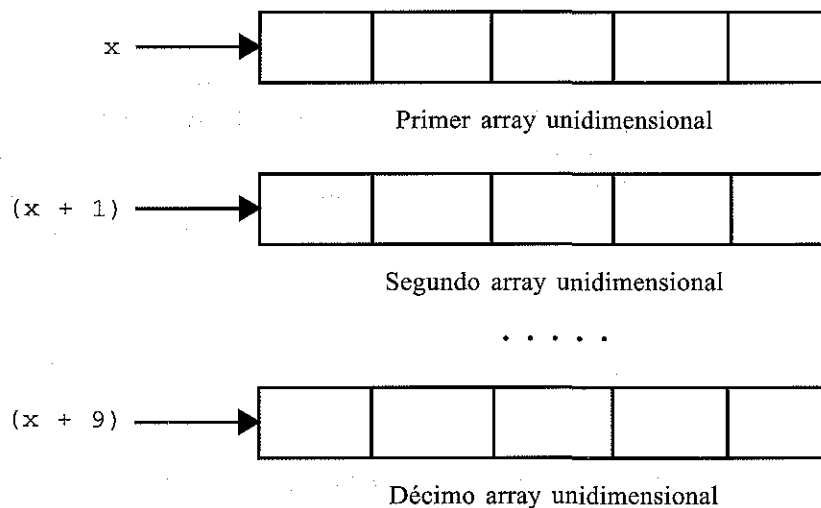 x
Primer array unidimensional
(x + 1)
Segundo array unidimensional
. . . . .
(x + 9)
Décimo array unidimensional